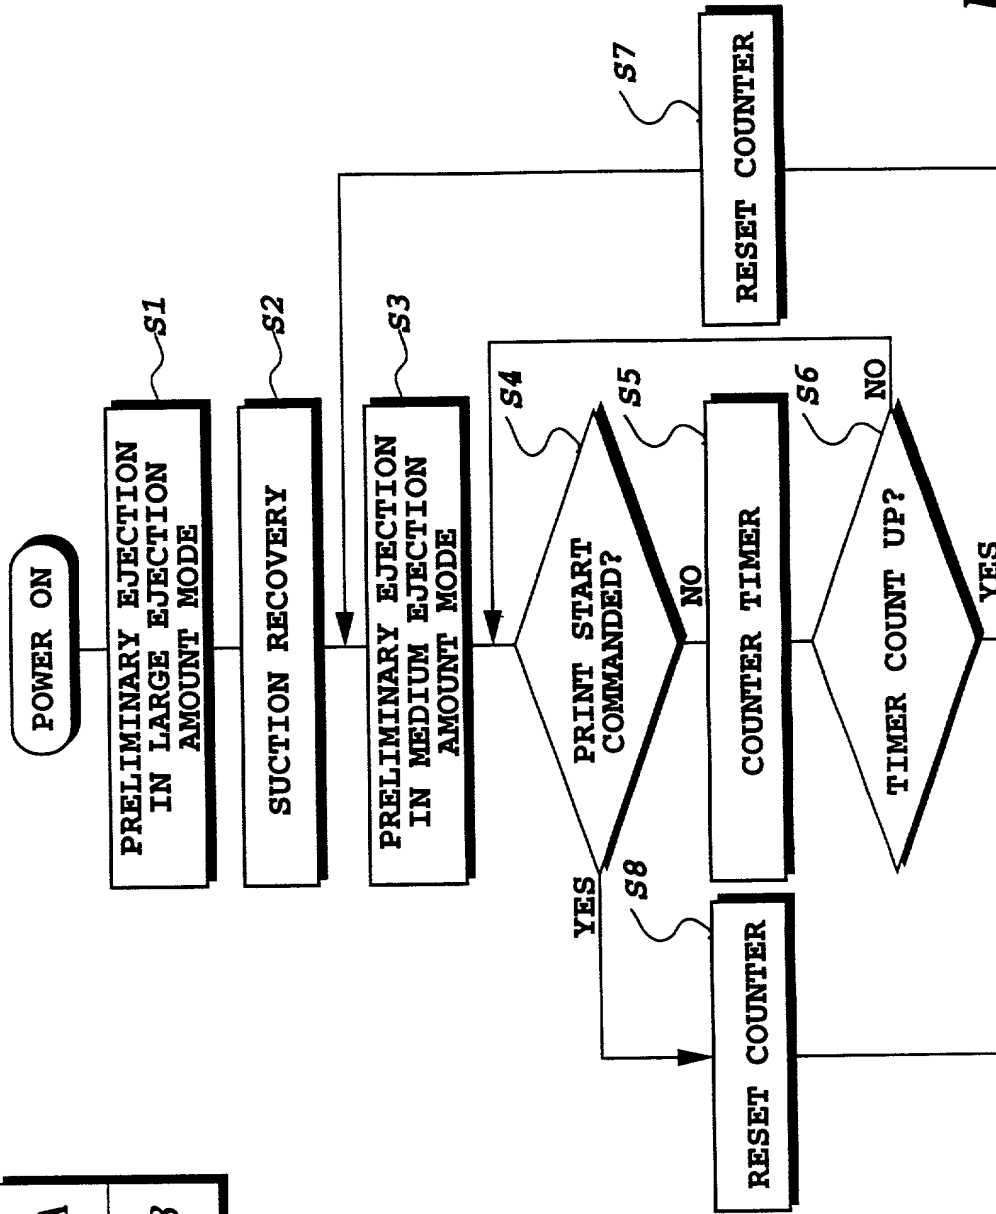 POWER ON
PRELIMINARY EJECTION
IN LARGE EJECTION
AMOUNT MODE
S1
SUCTION RECOVERY
S2
PRELIMINARY EJECTION
IN MEDIUM EJECTION
AMOUNT MODE
S3
PRINT START
COMMANDED?
S4
YES
NO
COUNTER TIMER
S5
TIMER COUNT UP?
S6
NO
YES
RESET COUNTER
S7
RESET COUNTER
S8